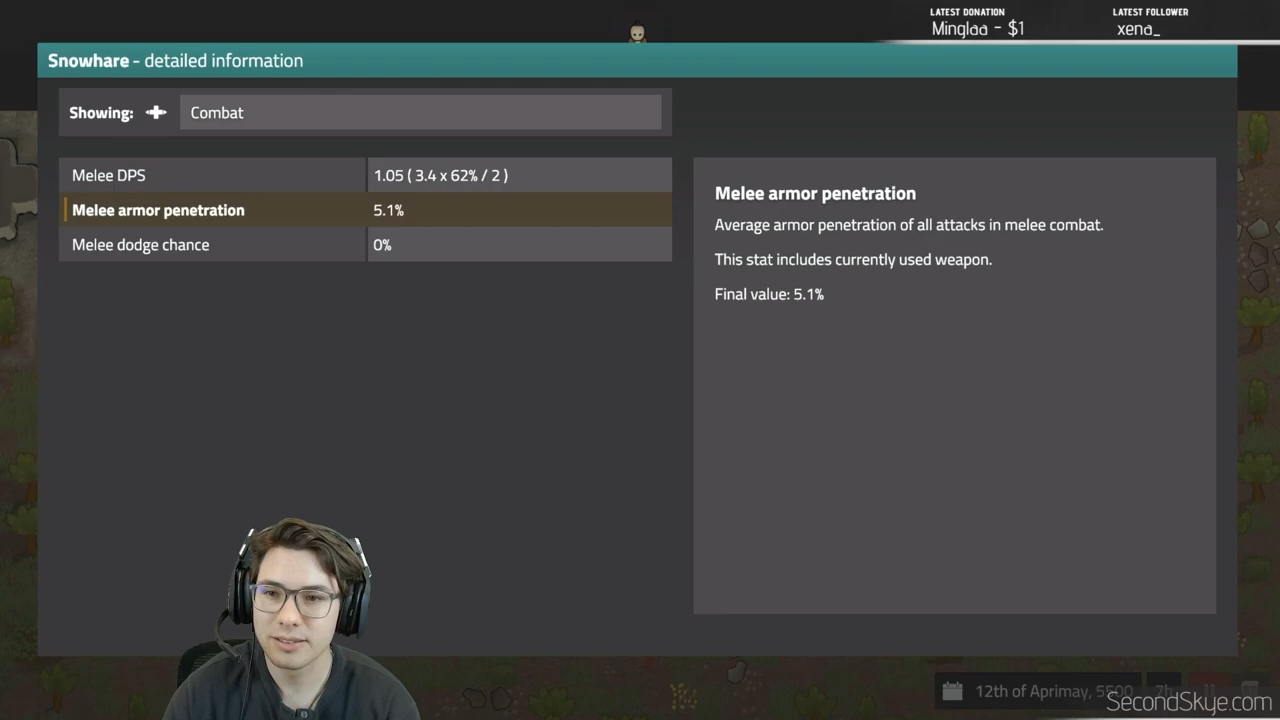 LATEST DONATION
Minglaa - $1
LATEST FOLLOWER
xena_
Snowhare - detailed information
Showing:
Combat
Melee DPS
1.05 ( 3.4 x 62% / 2 )
Melee armor penetration
5.1%
Melee dodge chance
0%
Melee armor penetration
Average armor penetration of all attacks in melee combat.
This stat includes currently used weapon.
Final value: 5.1%
12th of Aprimay, 5500
SecondSkye.com